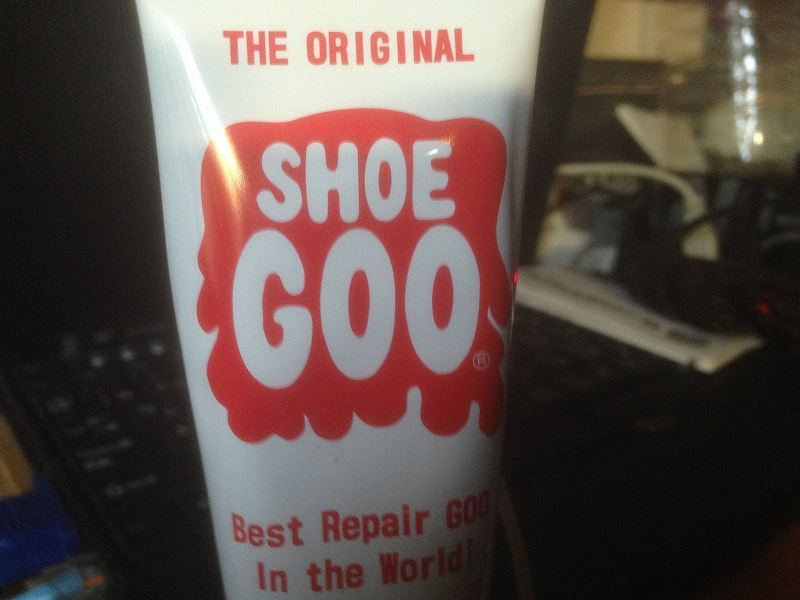 THE ORIGINAL
SHOE
GOO
®
Best Repair GOO
In the World!